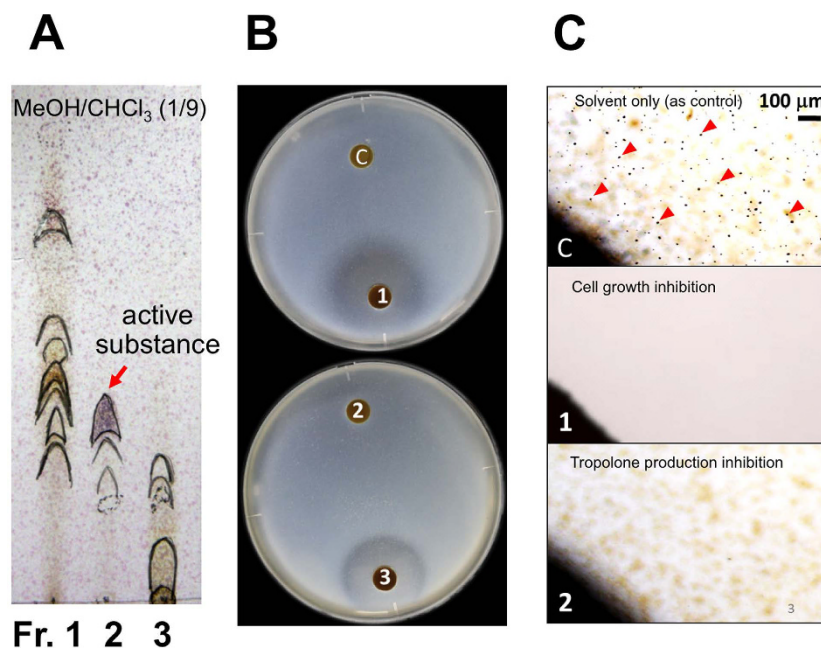 A
B
C
MeOH/CHCl₃ (1/9)
active
substance
Fr. 1 2 3
C
1
2
3
Solvent only (as control)
100 μm
C
Cell growth inhibition
1
Tropolone production inhibition
2
3